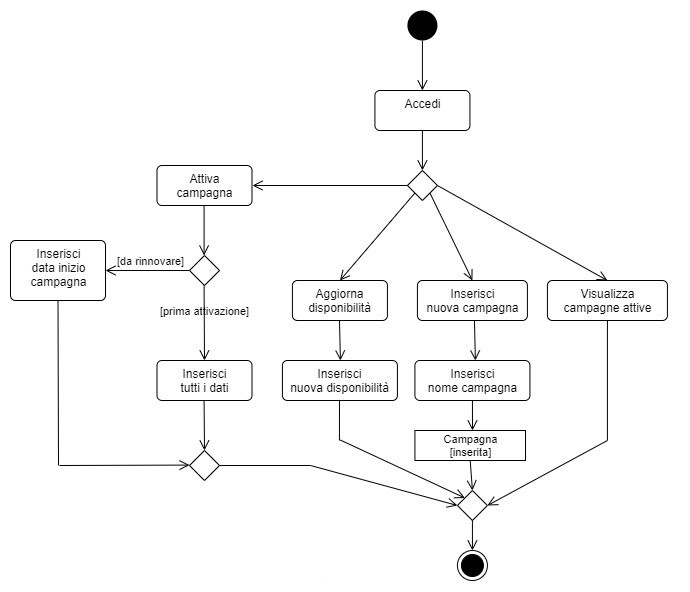 Accedi
Attiva
campagna
Inserisci
data inizio
campagna
[da rinnovare]
[prima attivazione]
Aggiorna
disponibilità
Inserisci
nuova campagna
Visualizza
campagne attive
Inserisci
tutti i dati
Inserisci
nuova disponibilità
Inserisci
nome campagna
Campagna
[inserita]